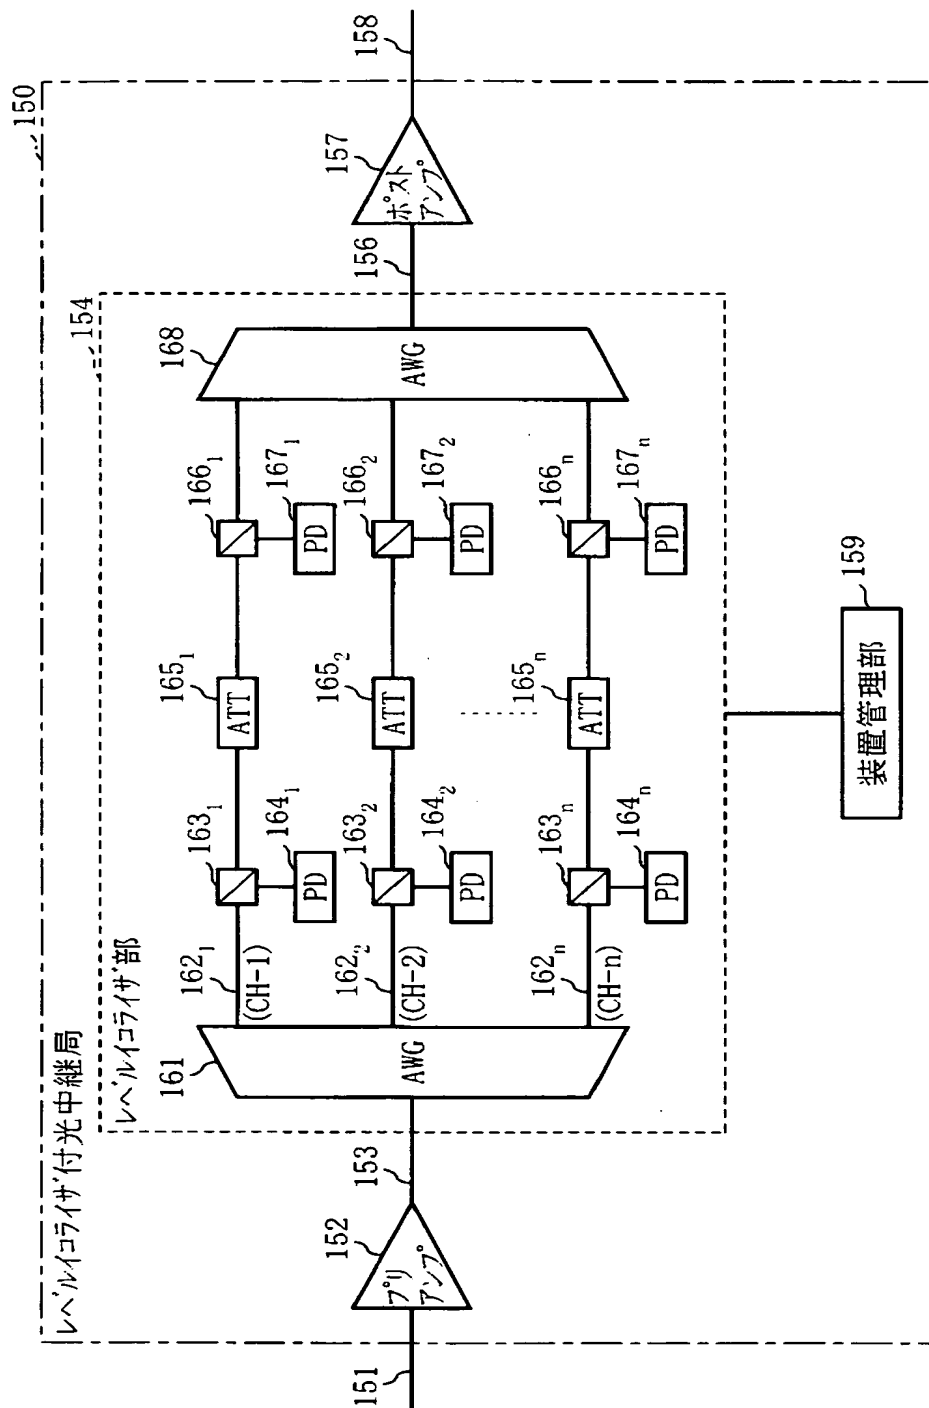 レベルイコライザ付光中継局
150
レベルイコライザ部
154
151
プリ
アンプ
152
153
161
AWG
162₁
(CH-1)
163₁
164₁
PD
165₁
ATT
166₁
167₁
PD
162₂
(CH-2)
163₂
164₂
PD
165₂
ATT
166₂
167₂
PD
162ₙ
(CH-n)
163ₙ
164ₙ
PD
165ₙ
ATT
166ₙ
167ₙ
PD
168
AWG
156
157
ポスト
アンプ
158
装置管理部
159